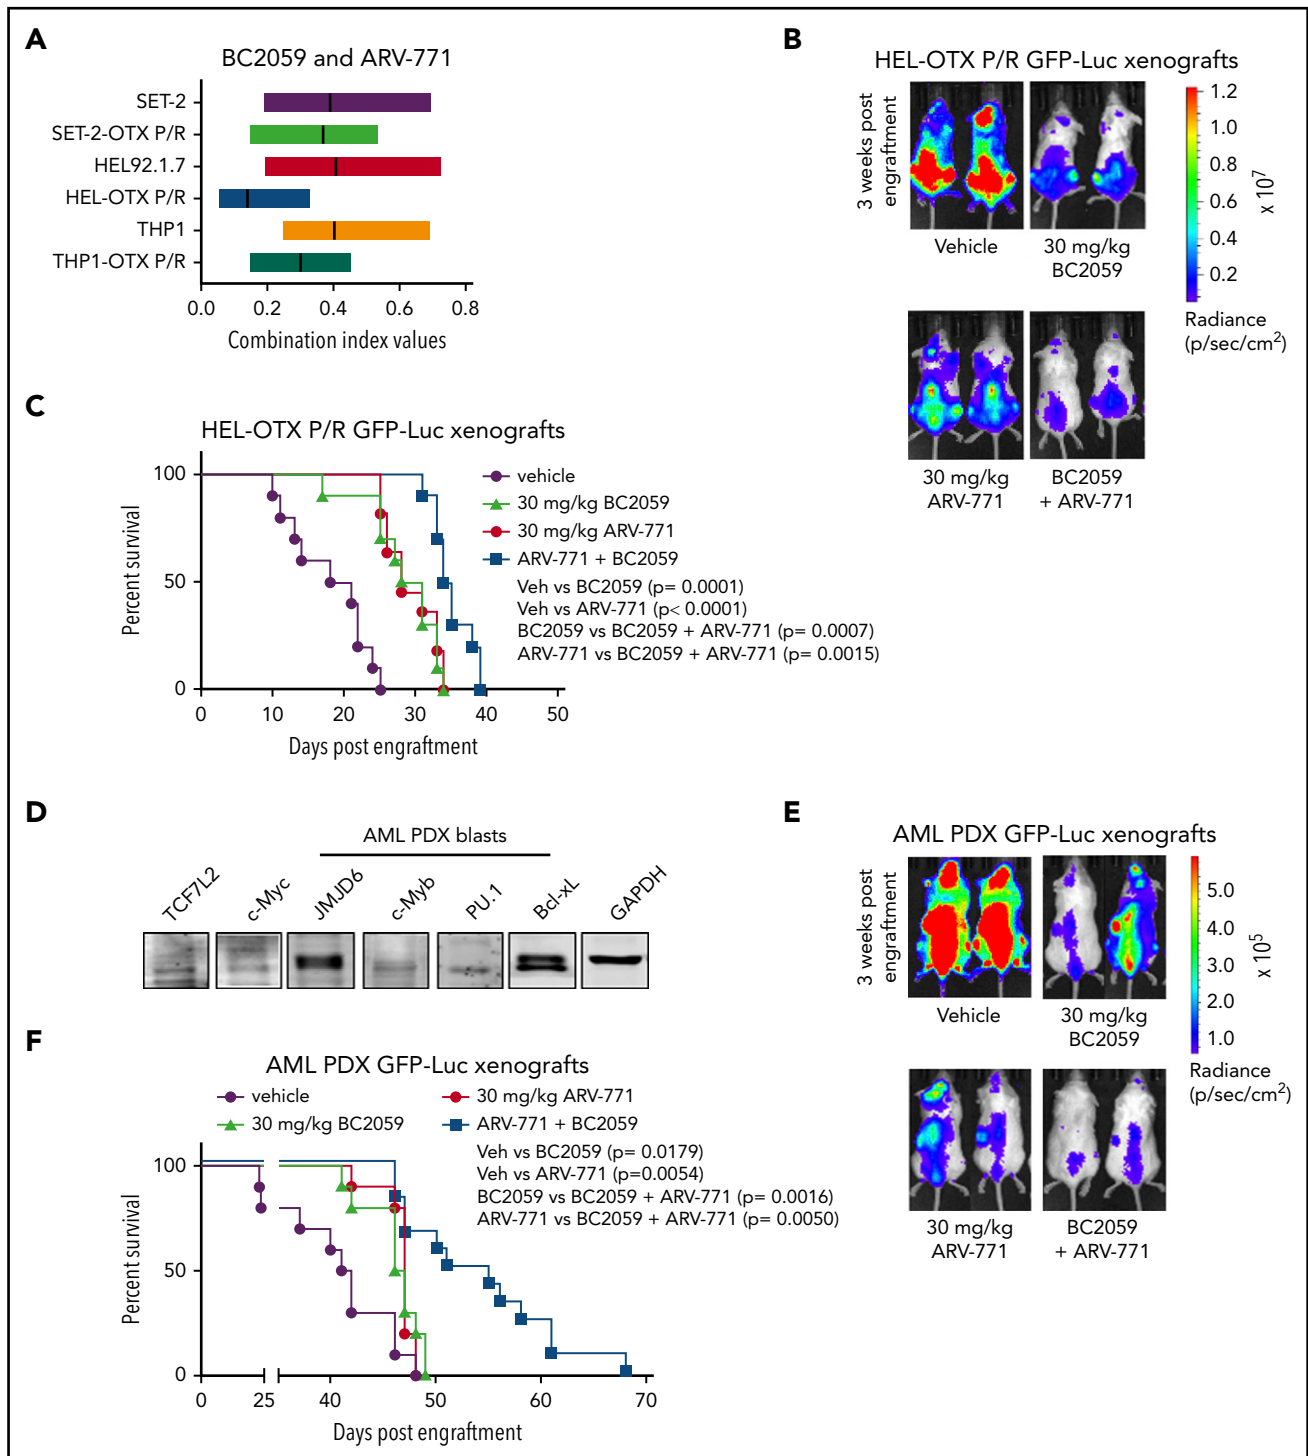 A
BC2059 and ARV-771
SET-2
SET-2-OTX P/R
HEL92.1.7
HEL-OTX P/R
THP1
THP1-OTX P/R
0.0 0.2 0.4 0.6 0.8
Combination index values
B
HEL-OTX P/R GFP-Luc xenografts
3 weeks post
engraftment
Vehicle
30 mg/kg
BC2059
30 mg/kg
ARV-771
BC2059
+ ARV-771
1.2
1.0
0.8
0.6
0.4
0.2
x 10⁷
Radiance
(p/sec/cm²)
C
HEL-OTX P/R GFP-Luc xenografts
Percent survival
100
50
0
0 10 20 30 40 50
Days post engraftment
vehicle
30 mg/kg BC2059
30 mg/kg ARV-771
ARV-771 + BC2059
Veh vs BC2059 (p= 0.0001)
Veh vs ARV-771 (p< 0.0001)
BC2059 vs BC2059 + ARV-771 (p= 0.0007)
ARV-771 vs BC2059 + ARV-771 (p= 0.0015)
D
AML PDX blasts
TCF7L2 c-Myc JMJD6 c-Myb PU.1 Bcl-xL GAPDH
E
AML PDX GFP-Luc xenografts
3 weeks post
engraftment
Vehicle
30 mg/kg
BC2059
30 mg/kg
ARV-771
BC2059
+ ARV-771
5.0
4.0
3.0
2.0
1.0
x 10⁵
Radiance
(p/sec/cm²)
F
AML PDX GFP-Luc xenografts
vehicle
30 mg/kg BC2059
30 mg/kg ARV-771
ARV-771 + BC2059
Veh vs BC2059 (p= 0.0179)
Veh vs ARV-771 (p=0.0054)
BC2059 vs BC2059 + ARV-771 (p= 0.0016)
ARV-771 vs BC2059 + ARV-771 (p= 0.0050)
Percent survival
100
50
0
0 25 40 50 60 70
Days post engraftment